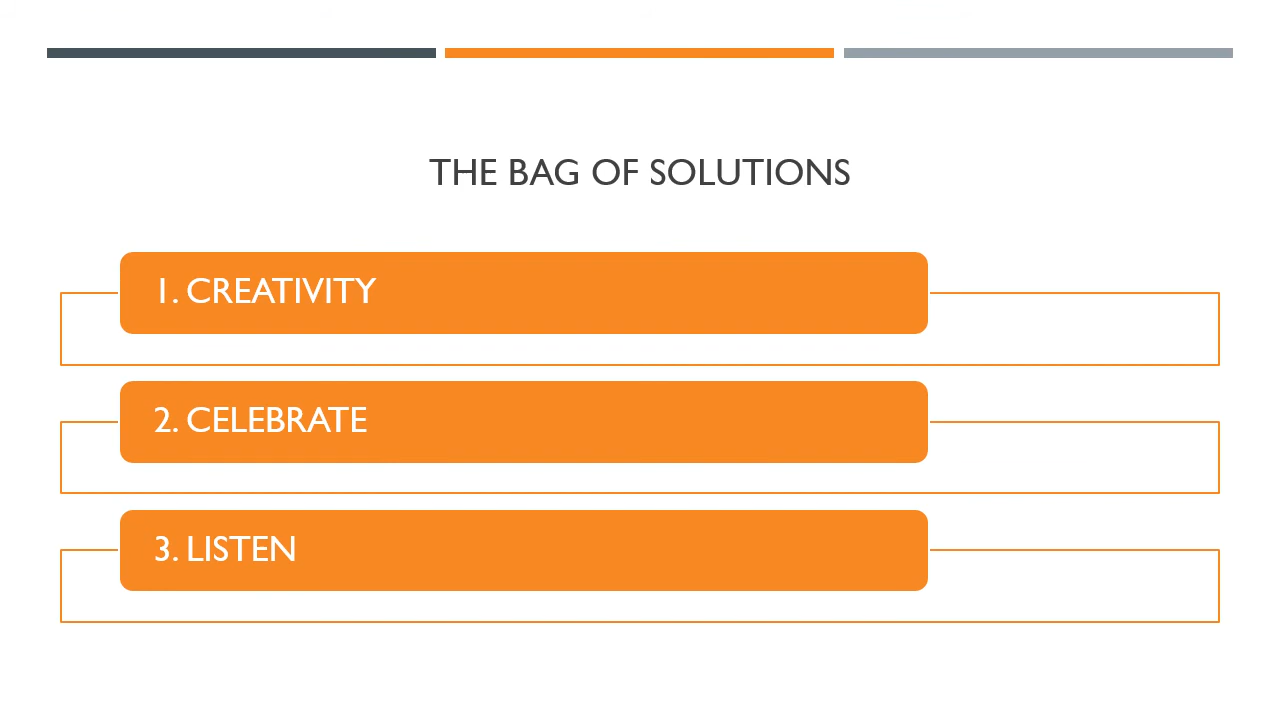 THE BAG OF SOLUTIONS
1. CREATIVITY
2. CELEBRATE
3. LISTEN